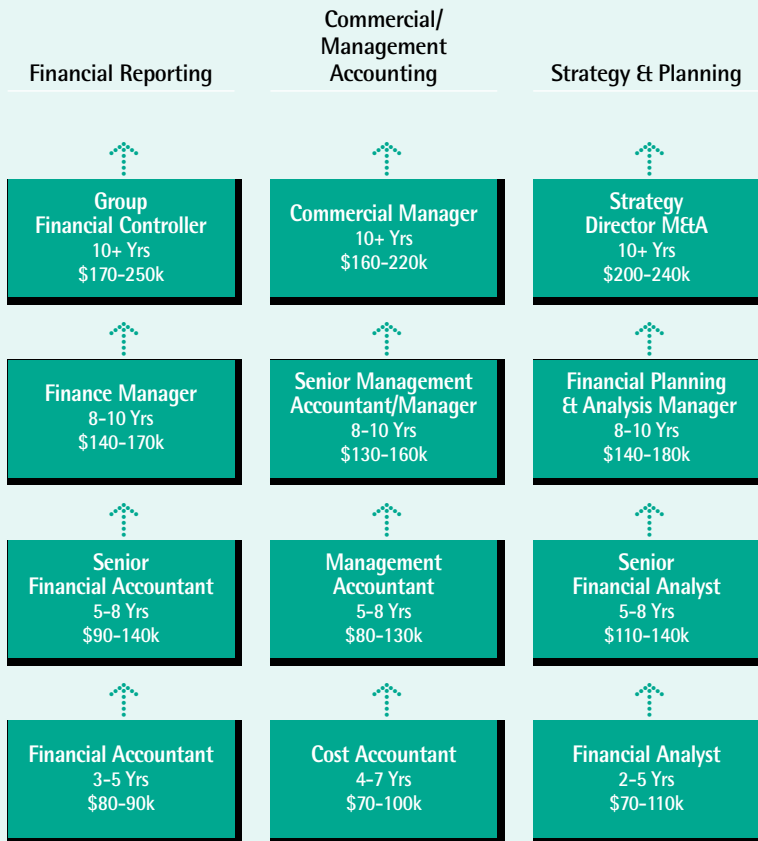 Financial Reporting
Commercial/
Management
Accounting
Strategy & Planning
Group
Financial Controller
10+ Yrs
$170-250k
Commercial Manager
10+ Yrs
$160-220k
Strategy
Director M&A
10+ Yrs
$200-240k
Finance Manager
8-10 Yrs
$140-170k
Senior Management
Accountant/Manager
8-10 Yrs
$130-160k
Financial Planning
& Analysis Manager
8-10 Yrs
$140-180k
Senior
Financial Accountant
5-8 Yrs
$90-140k
Management
Accountant
5-8 Yrs
$80-130k
Senior
Financial Analyst
5-8 Yrs
$110-140k
Financial Accountant
3-5 Yrs
$80-90k
Cost Accountant
4-7 Yrs
$70-100k
Financial Analyst
2-5 Yrs
$70-110k